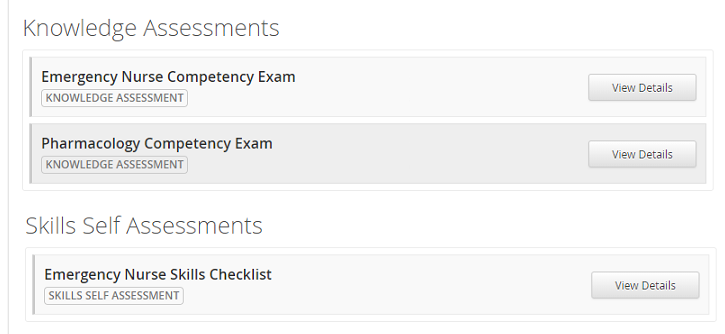 Knowledge Assessments
Emergency Nurse Competency Exam
KNOWLEDGE ASSESSMENT
View Details
Pharmacology Competency Exam
KNOWLEDGE ASSESSMENT
View Details
Skills Self Assessments
Emergency Nurse Skills Checklist
SKILLS SELF ASSESSMENT
View Details